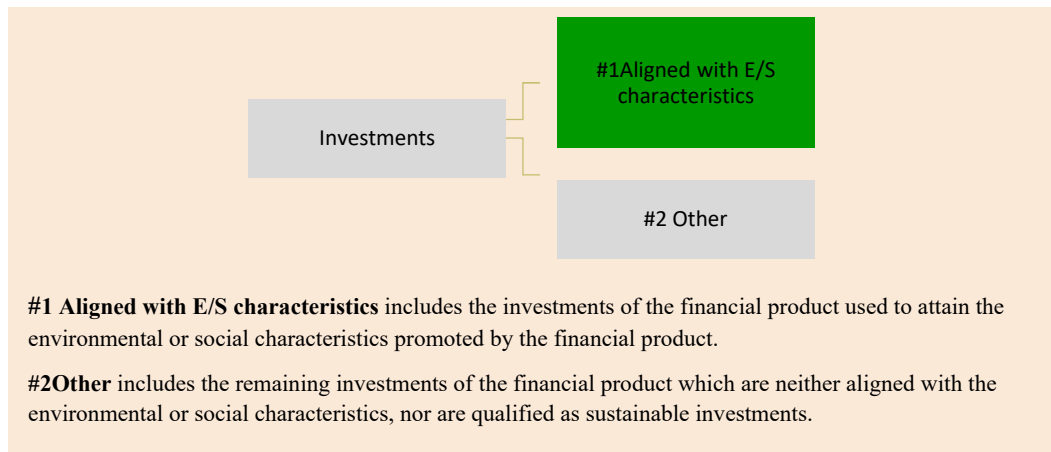 #1Aligned with E/S
characteristics
Investments
#2 Other
#1 Aligned with E/S characteristics includes the investments of the financial product used to attain the
environmental or social characteristics promoted by the financial product.
#2Other includes the remaining investments of the financial product which are neither aligned with the
environmental or social characteristics, nor are qualified as sustainable investments.